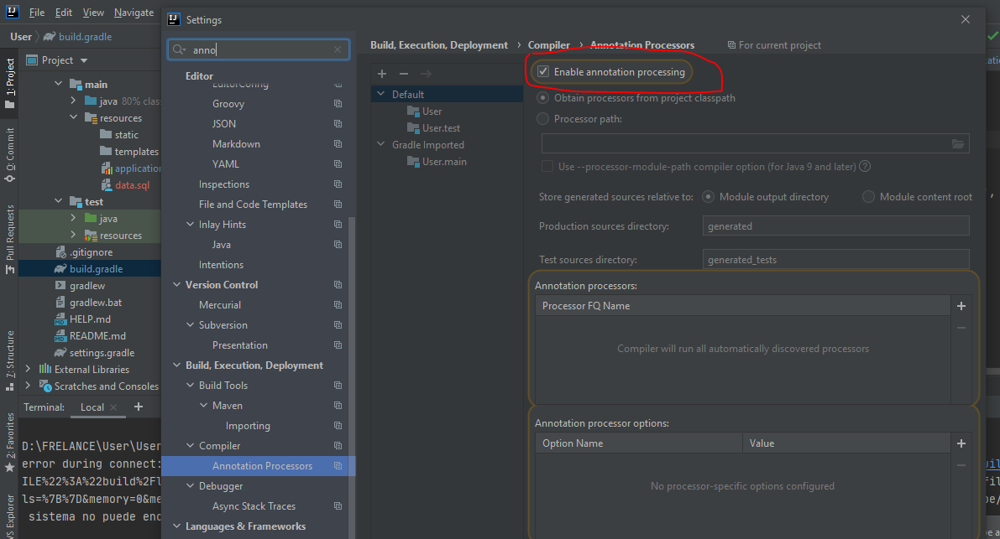 File Edit View Navigate
Settings
User
build.gradle
1: Project
0: Commit
Pull Requests
7: Structure
2: Favorites
Project
main
java 80% clas
resources
static
templates
application
data.sql
test
java
resources
.gitignore
build.gradle
gradlew
gradlew.bat
HELP.md
README.md
settings.gradle
External Libraries
Scratches and Consoles
Terminal: Local
D:\FRELANCE\User\User
error during connect:
ILE%22%3A%22build%2Fl
ls=%7B%7D&memory=0&me
sistema no puede enc
anno
Editor
EditorConfig
Groovy
JSON
Markdown
YAML
Inspections
File and Code Templates
Inlay Hints
Java
Intentions
Version Control
Mercurial
Subversion
Presentation
Build, Execution, Deployment
Build Tools
Maven
Importing
Compiler
Annotation Processors
Debugger
Async Stack Traces
Languages & Frameworks
Build, Execution, Deployment › Compiler › Annotation Processors
For current project
Default
User
User.test
Gradle Imported
User.main
Enable annotation processing
Obtain processors from project classpath
Processor path:
Use --processor-module-path compiler option (for Java 9 and later)
Store generated sources relative to: Module output directory Module content root
Production sources directory: generated
Test sources directory: generated_tests
Annotation processors:
Processor FQ Name
Compiler will run all automatically discovered processors
Annotation processor options:
Option Name Value
No processor-specific options configured